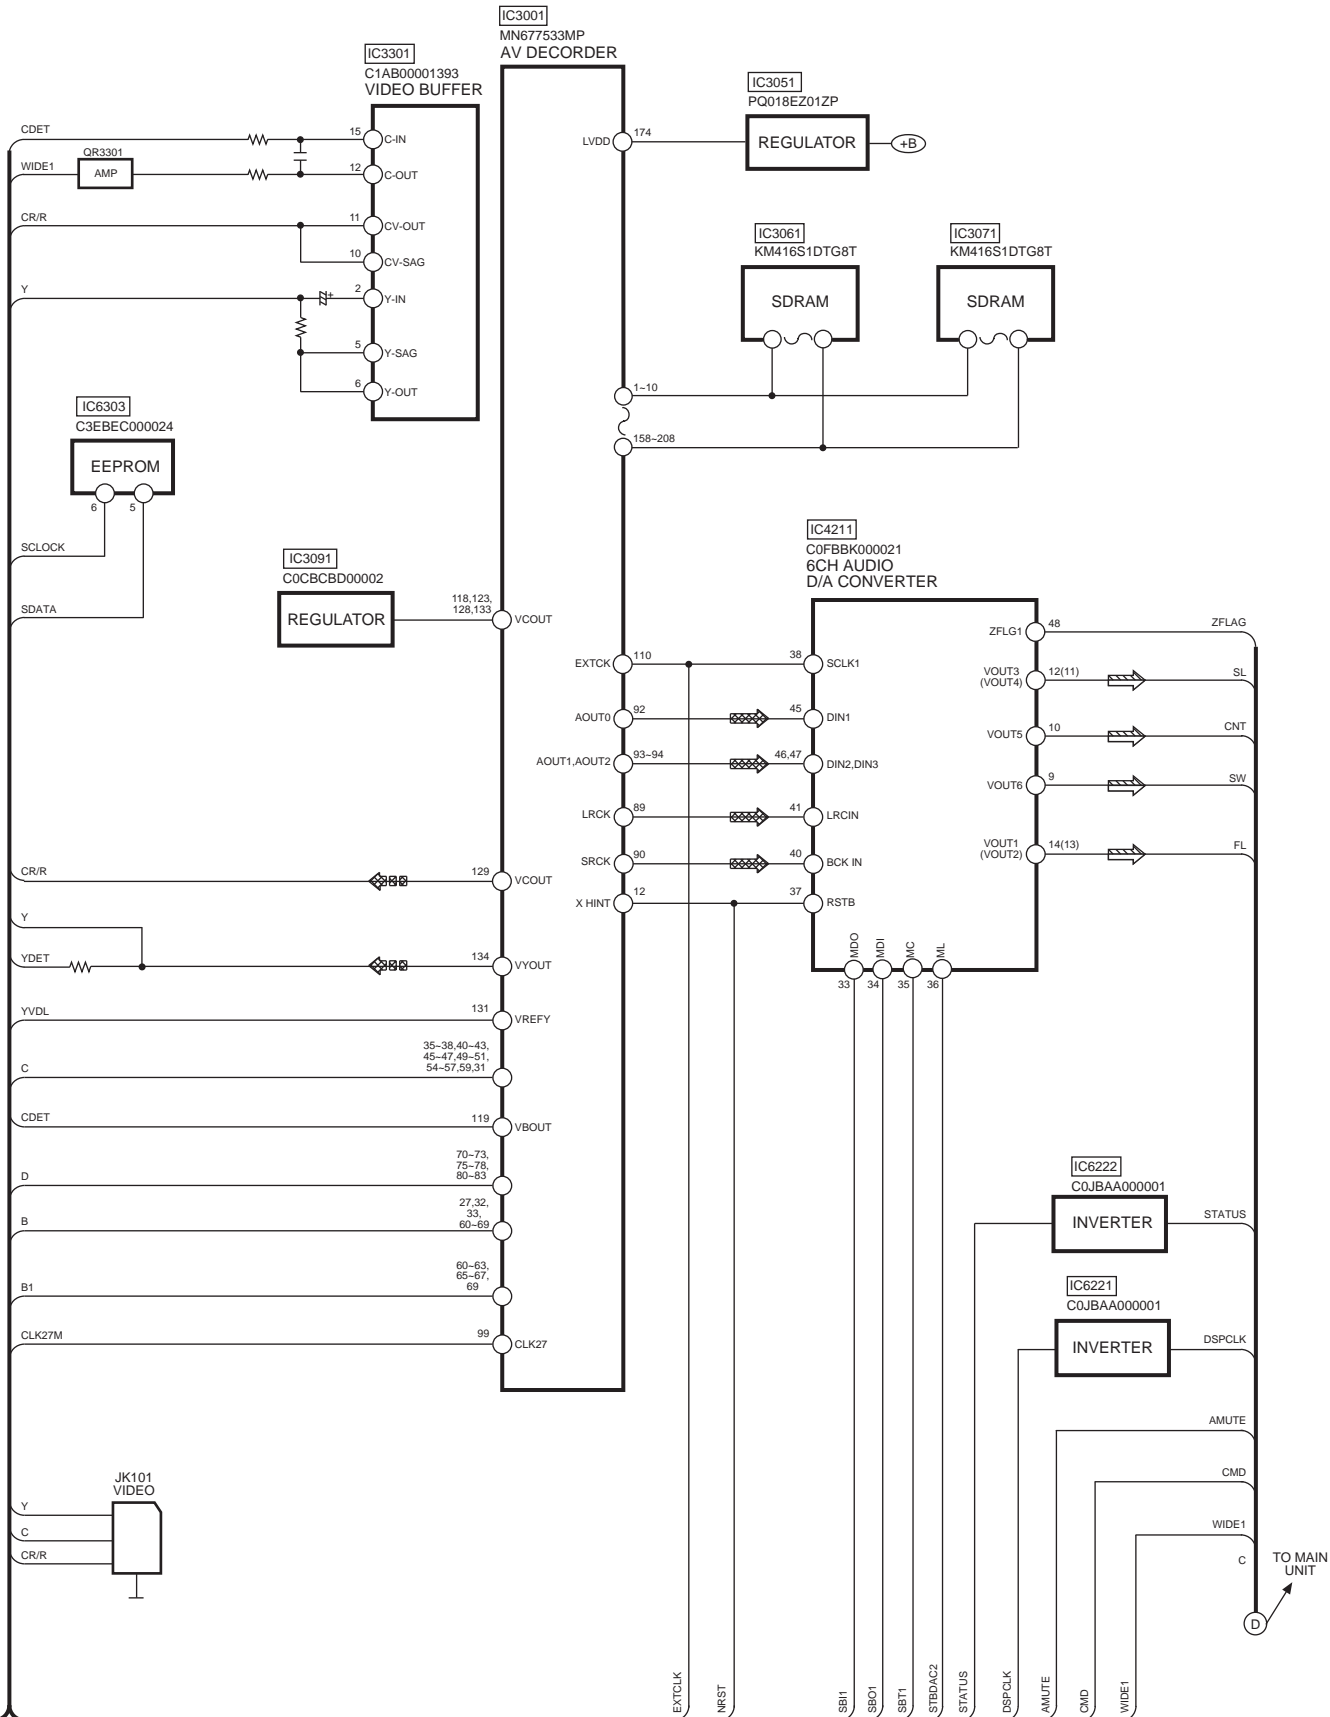 IC3001
MN677533MP
AV DECORDER
IC3301
C1AB00001393
VIDEO BUFFER
CDET
15
C-IN
QR3301
AMP
WIDE1
12
C-OUT
CR/R
11
CV-OUT
10
CV-SAG
Y
2
+
Y-IN
5
Y-SAG
6
Y-OUT
LVDD
174
IC3051
PQ018EZ01ZP
REGULATOR
+B
IC3061
KM416S1DTG8T
SDRAM
IC3071
KM416S1DTG8T
SDRAM
1~10
158~208
IC6303
C3EBEC000024
EEPROM
6
5
SCLOCK
SDATA
IC3091
C0CBCBD00002
REGULATOR
118,123,
128,133
VCOUT
IC4211
C0FBBK000021
6CH AUDIO
D/A CONVERTER
EXTCK
110
38
SCLK1
AOUT0
92
45
DIN1
AOUT1,AOUT2
93~94
46,47
DIN2,DIN3
LRCK
89
41
LRCIN
SRCK
90
40
BCK IN
X HINT
12
37
RSTB
ZFLG1
48
ZFLAG
VOUT3
(VOUT4)
12(11)
SL
VOUT5
10
CNT
VOUT6
9
SW
VOUT1
(VOUT2)
14(13)
FL
MDO
MDI
MC
ML
33
34
35
36
CR/R
129
VCOUT
Y
YDET
134
VYOUT
YVDL
131
VREFY
C
35~38,40~43,
45~47,49~51,
54~57,59,31
CDET
119
VBOUT
D
70~73,
75~78,
80~83
B
27,32,
33,
60~69
B1
60~63,
65~67,
69
CLK27M
99
CLK27
IC6222
C0JBAA000001
INVERTER
STATUS
IC6221
C0JBAA000001
INVERTER
DSPCLK
AMUTE
CMD
WIDE1
C
TO MAIN
UNIT
D
JK101
VIDEO
Y
C
CR/R
EXTCLK
NRST
SBI1
SBO1
SBT1
STBDAC2
STATUS
DSPCLK
AMUTE
CMD
WIDE1